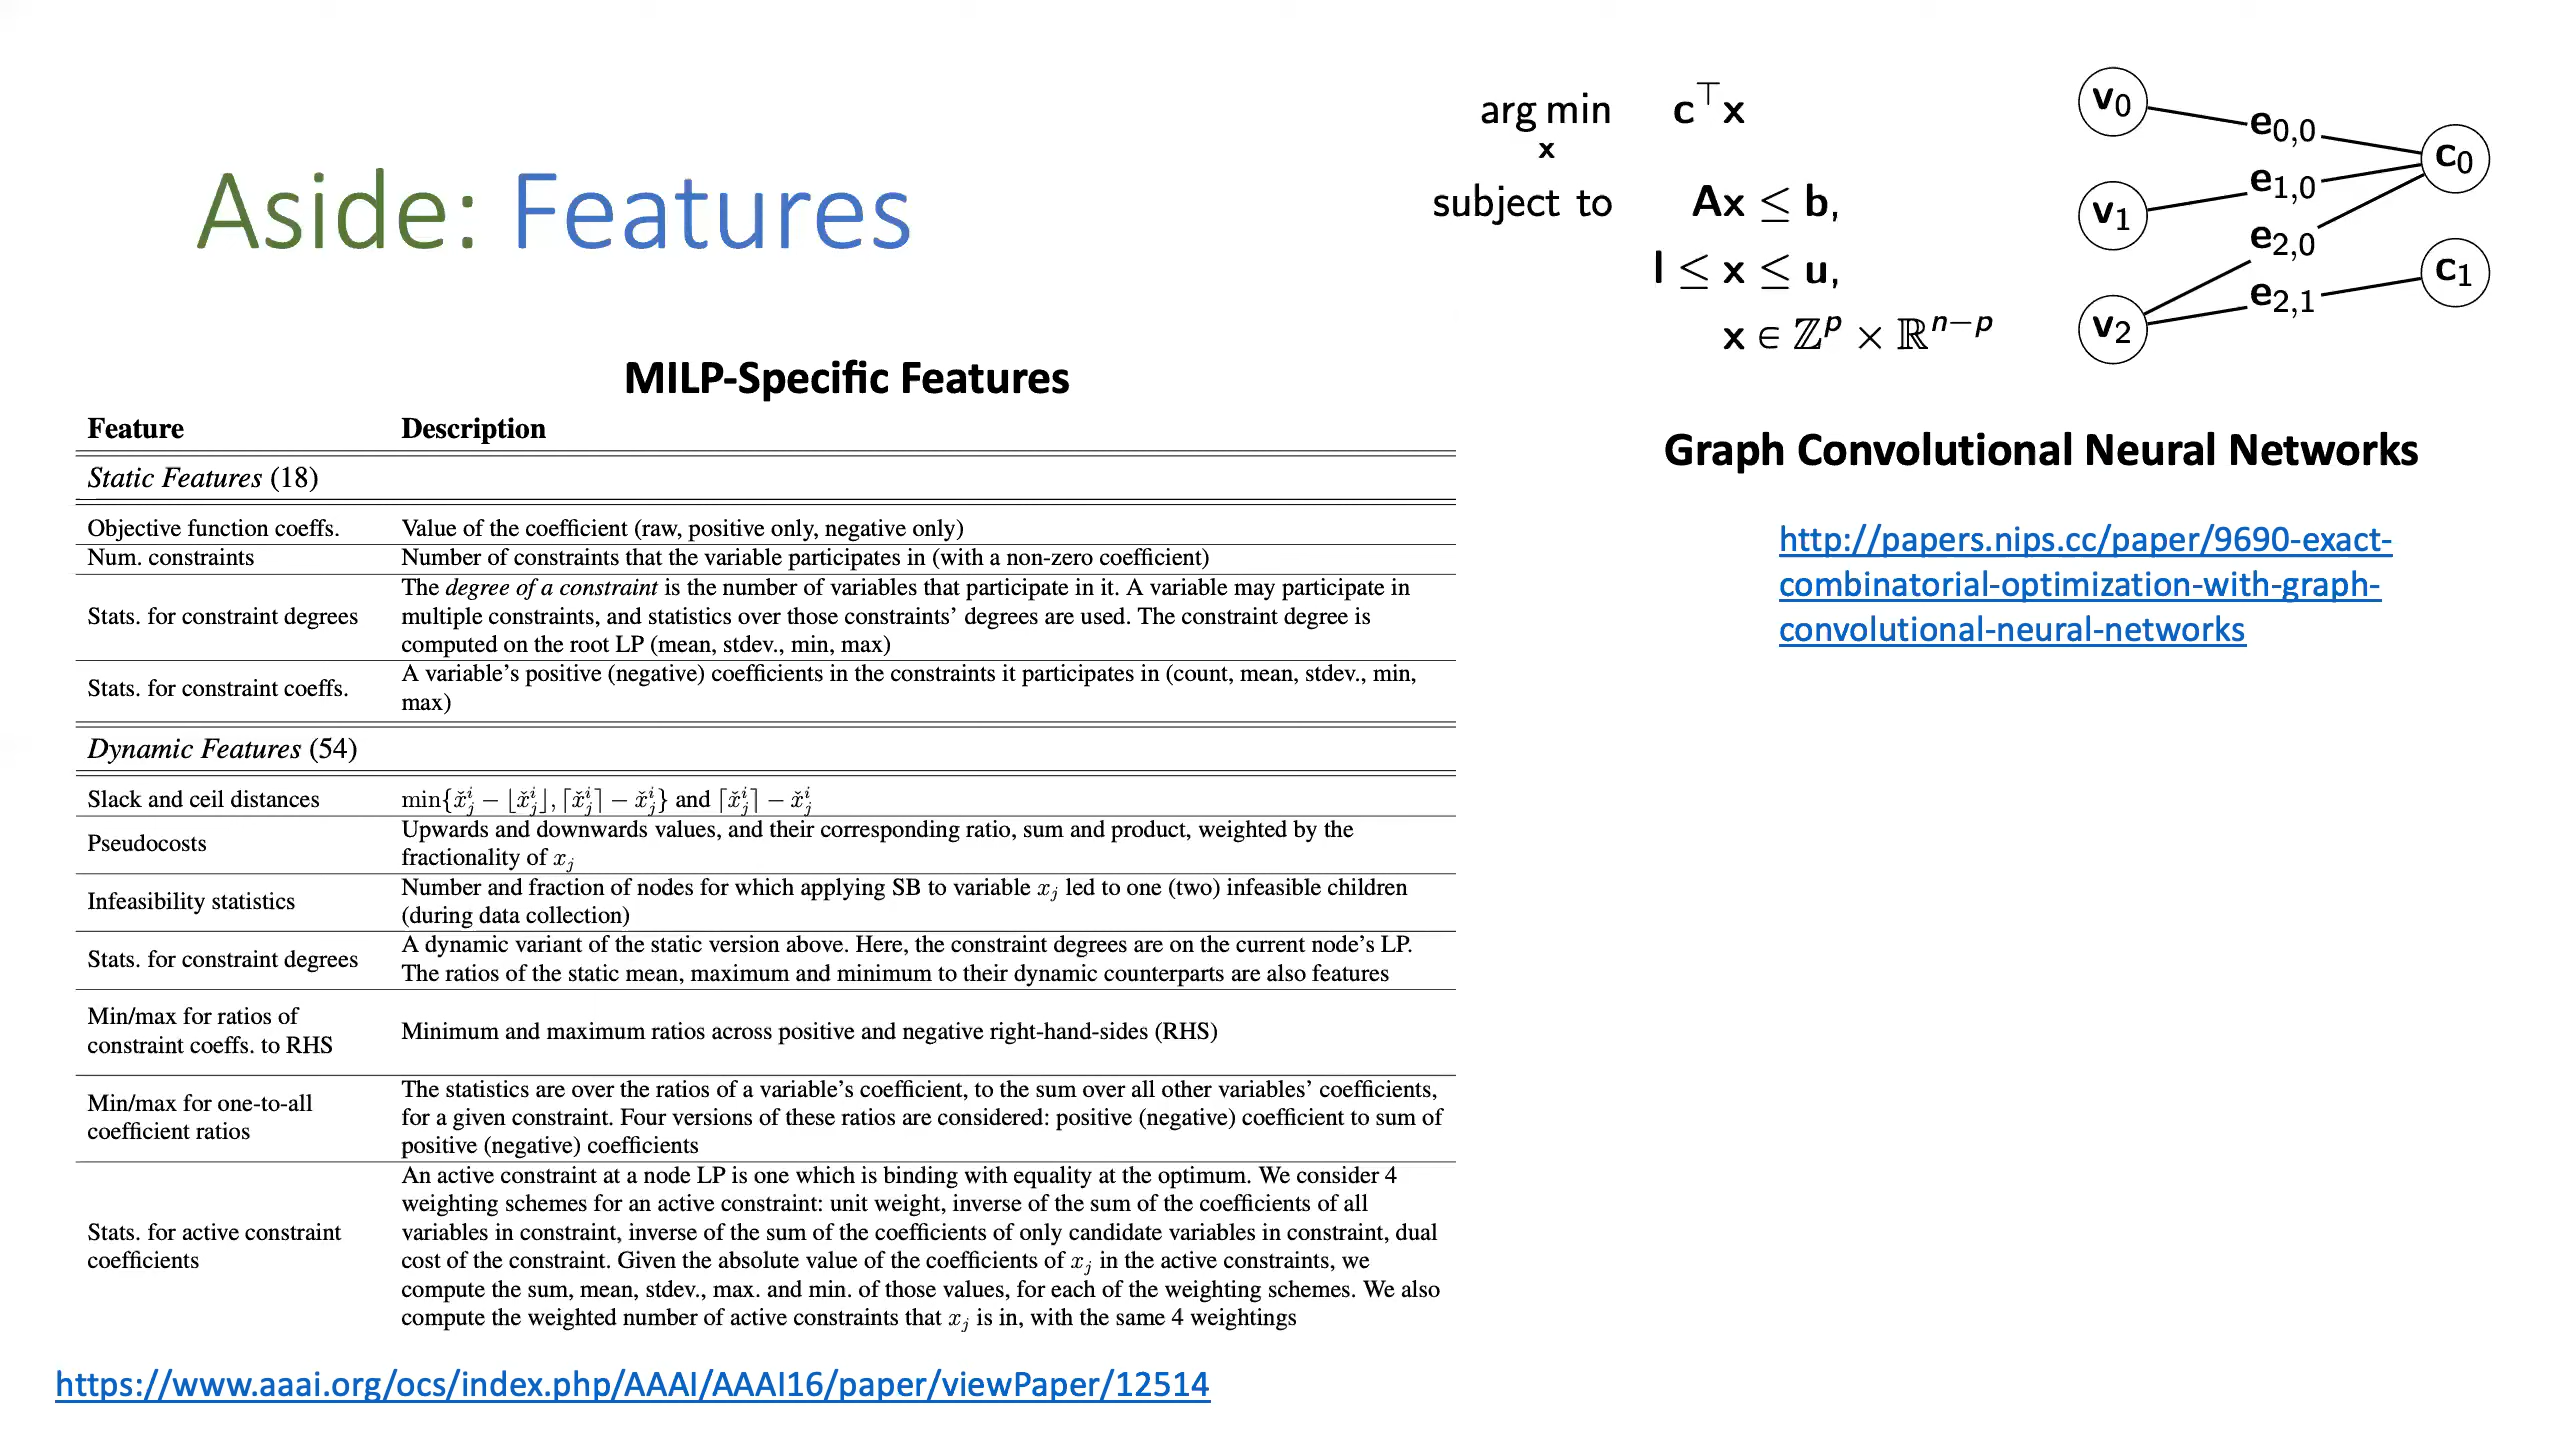 Aside: Features
arg min c⊤x
x
subject to Ax ≤ b,
l ≤ x ≤ u,
x ∈ ℤ^p × ℝ^{n−p}
v0
v1
v2
e0,0
e1,0
e2,0
e2,1
c0
c1
MILP-Specific Features
Feature Description
Static Features (18)
Objective function coeffs. Value of the coefficient (raw, positive only, negative only)
Num. constraints Number of constraints that the variable participates in (with a non-zero coefficient)
Stats. for constraint degrees
The degree of a constraint is the number of variables that participate in it. A variable may participate in
multiple constraints, and statistics over those constraints’ degrees are used. The constraint degree is
computed on the root LP (mean, stdev., min, max)
Stats. for constraint coeffs.
A variable’s positive (negative) coefficients in the constraints it participates in (count, mean, stdev., min,
max)
Dynamic Features (54)
Slack and ceil distances min{x̌_j^i − ⌊x̌_j^i⌋, ⌈x̌_j^i⌉ − x̌_j^i} and ⌈x̌_j^i⌉ − x̌_j^i
Pseudocosts
Upwards and downwards values, and their corresponding ratio, sum and product, weighted by the
fractionality of x_j
Infeasibility statistics
Number and fraction of nodes for which applying SB to variable x_j led to one (two) infeasible children
(during data collection)
Stats. for constraint degrees
A dynamic variant of the static version above. Here, the constraint degrees are on the current node’s LP.
The ratios of the static mean, maximum and minimum to their dynamic counterparts are also features
Min/max for ratios of
constraint coeffs. to RHS
Minimum and maximum ratios across positive and negative right-hand-sides (RHS)
Min/max for one-to-all
coefficient ratios
The statistics are over the ratios of a variable’s coefficient, to the sum over all other variables’ coefficients,
for a given constraint. Four versions of these ratios are considered: positive (negative) coefficient to sum of
positive (negative) coefficients
Stats. for active constraint
coefficients
An active constraint at a node LP is one which is binding with equality at the optimum. We consider 4
weighting schemes for an active constraint: unit weight, inverse of the sum of the coefficients of all
variables in constraint, inverse of the sum of the coefficients of only candidate variables in constraint, dual
cost of the constraint. Given the absolute value of the coefficients of x_j in the active constraints, we
compute the sum, mean, stdev., max. and min. of those values, for each of the weighting schemes. We also
compute the weighted number of active constraints that x_j is in, with the same 4 weightings
https://www.aaai.org/ocs/index.php/AAAI/AAAI16/paper/viewPaper/12514
Graph Convolutional Neural Networks
http://papers.nips.cc/paper/9690-exact-
combinatorial-optimization-with-graph-
convolutional-neural-networks